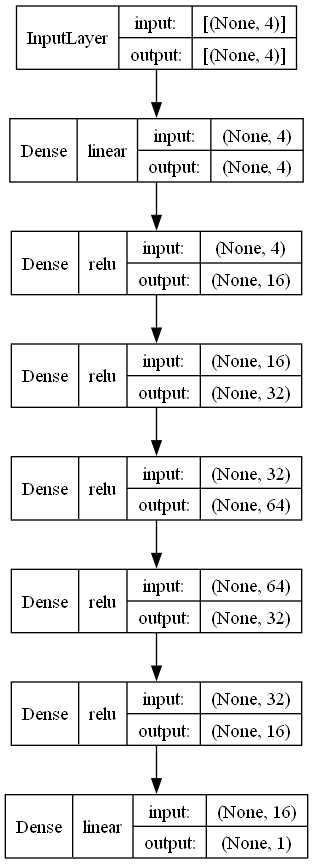 InputLayer input: [(None, 4)]
output: [(None, 4)]
Dense linear input: (None, 4)
output: (None, 4)
Dense relu input: (None, 4)
output: (None, 16)
Dense relu input: (None, 16)
output: (None, 32)
Dense relu input: (None, 32)
output: (None, 64)
Dense relu input: (None, 64)
output: (None, 32)
Dense relu input: (None, 32)
output: (None, 16)
Dense linear input: (None, 16)
output: (None, 1)